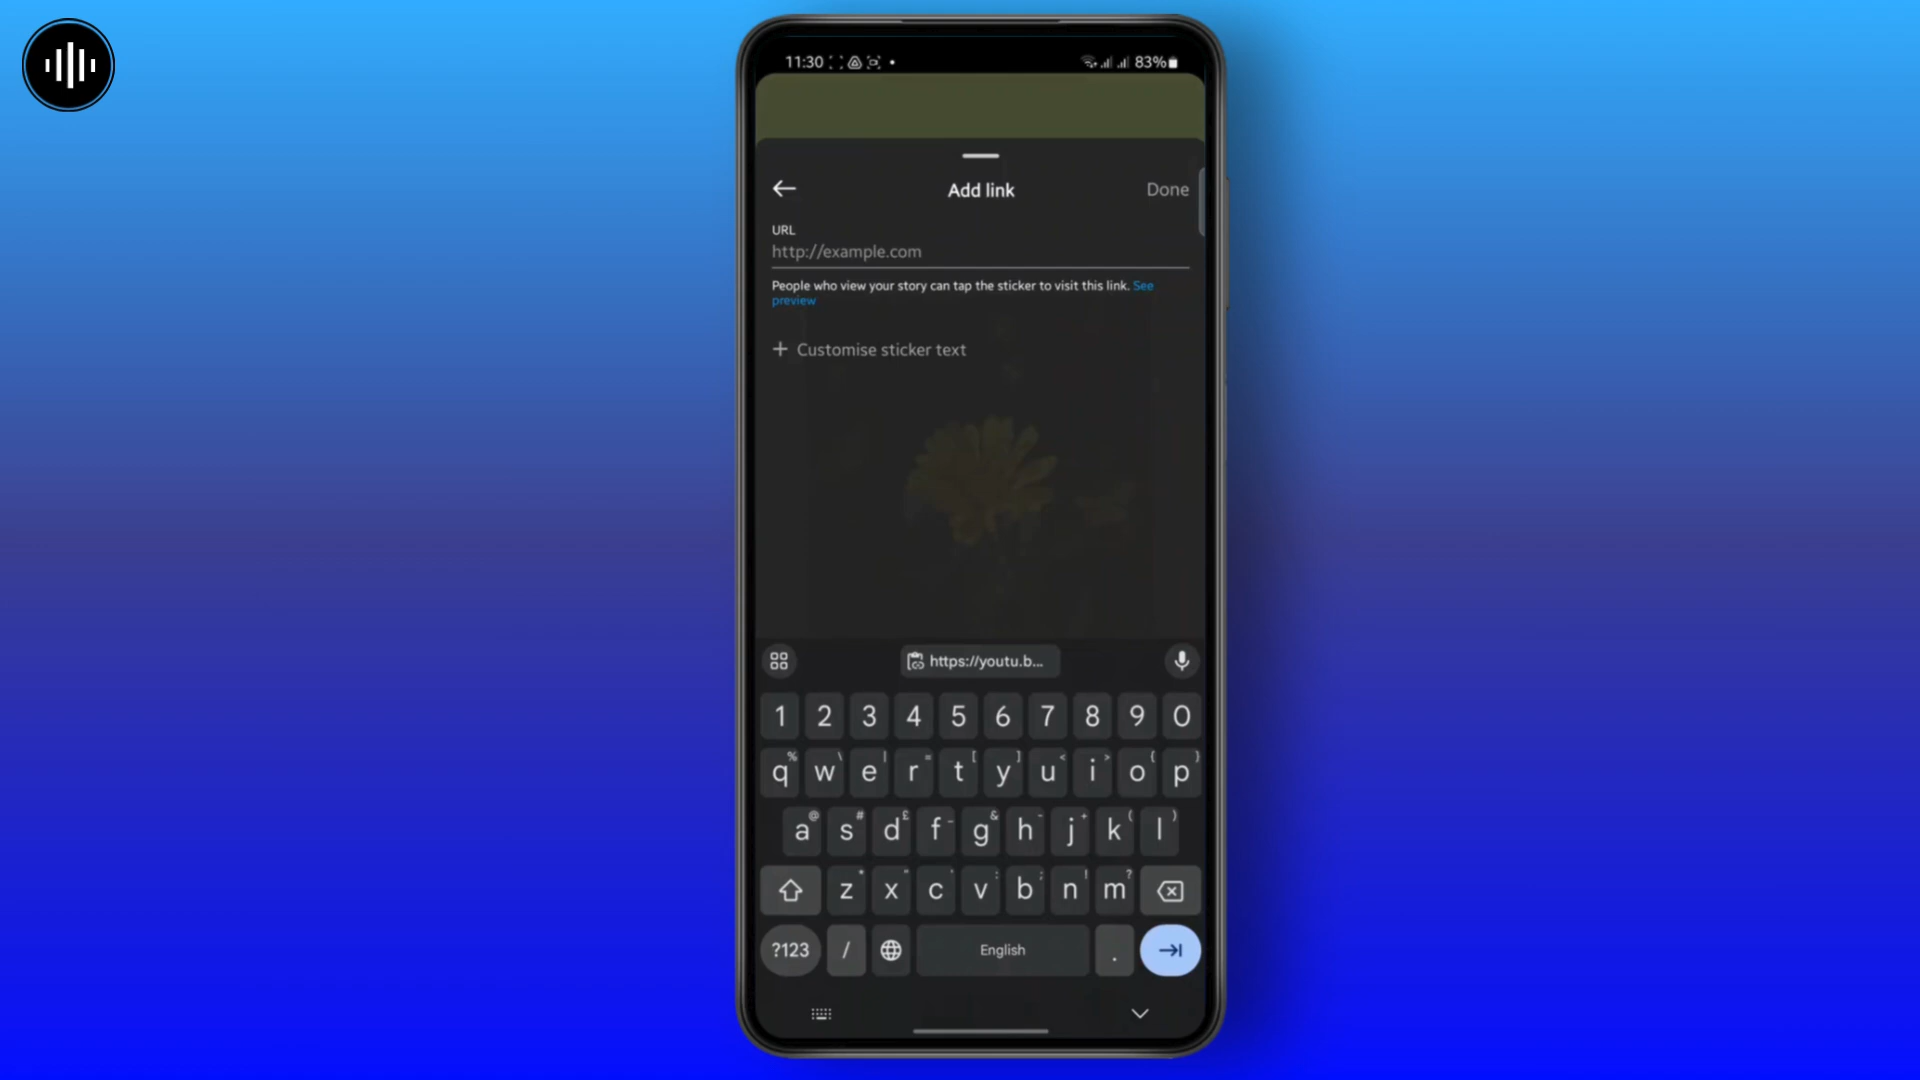 11:30
83%
Add link
Done
URL
http://example.com
People who view your story can tap the sticker to visit this link. See
preview
+ Customise sticker text
https://youtu.b...
1 2 3 4 5 6 7 8 9 0
% \ | = [ ] < > { }
q w e r t y u i o p
@ # £ _ & - + ( )
a s d f g h j k l
* " ' : ; ! ?
z x c v b n m
?123 / English .